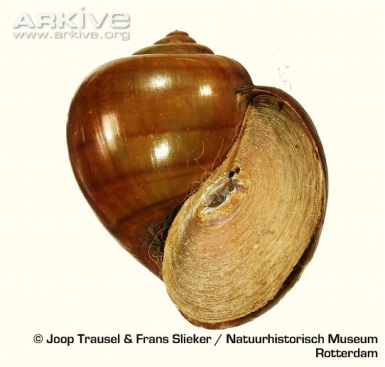 ARKIVE
www.arkive.org
© Joop Trausel & Frans Slieker / Natuurhistorisch Museum
Rotterdam